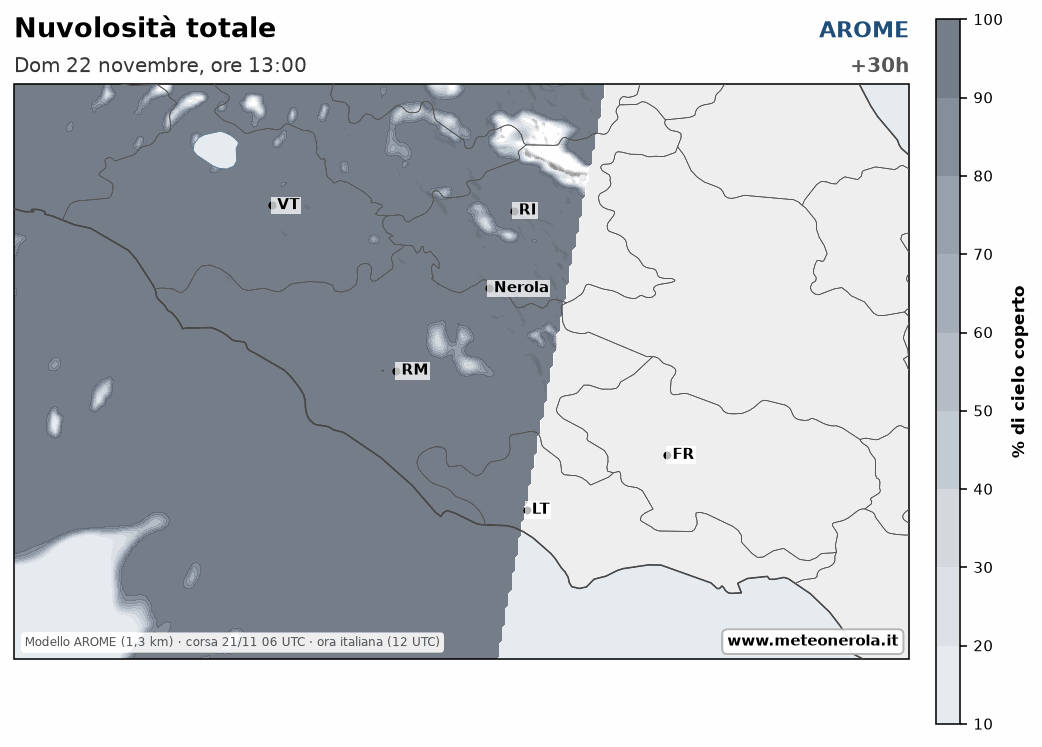 Nuvolosità totale
AROME
Dom 22 novembre, ore 13:00
+30h
100
90
80
70
60
50
40
30
20
10
% di cielo coperto
VT
RI
Nerola
RM
FR
LT
Modello AROME (1,3 km) · corsa 21/11 06 UTC · ora italiana (12 UTC)
www.meteonerola.it